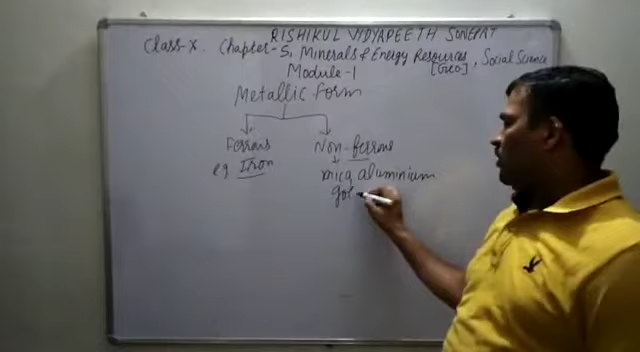 RISHIKUL VIDYAPEETH SONEPAT
Class-X. Chapter-5, Minerals & Energy Resources, Social Science
[Geo]
Module-1
Metallic form
Ferrous Non-ferrous
eg Iron mica aluminium
gol